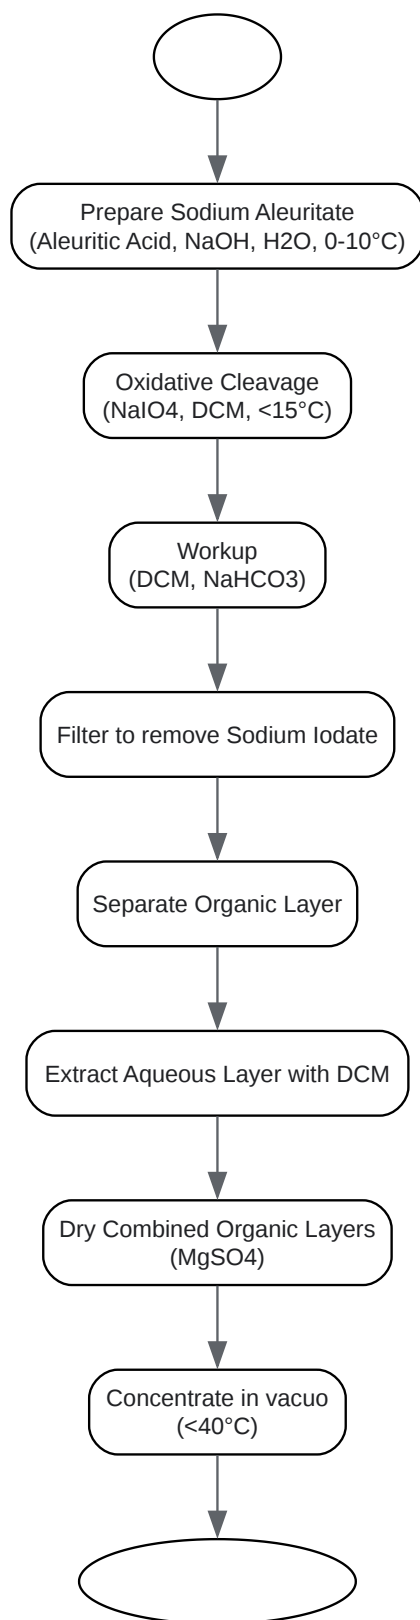 Prepare Sodium Aleuritate
(Aleuritic Acid, NaOH, H2O, 0-10°C)
Oxidative Cleavage
(NaIO4, DCM, <15°C)
Workup
(DCM, NaHCO3)
Filter to remove Sodium Iodate
Separate Organic Layer
Extract Aqueous Layer with DCM
Dry Combined Organic Layers
(MgSO4)
Concentrate in vacuo
(<40°C)